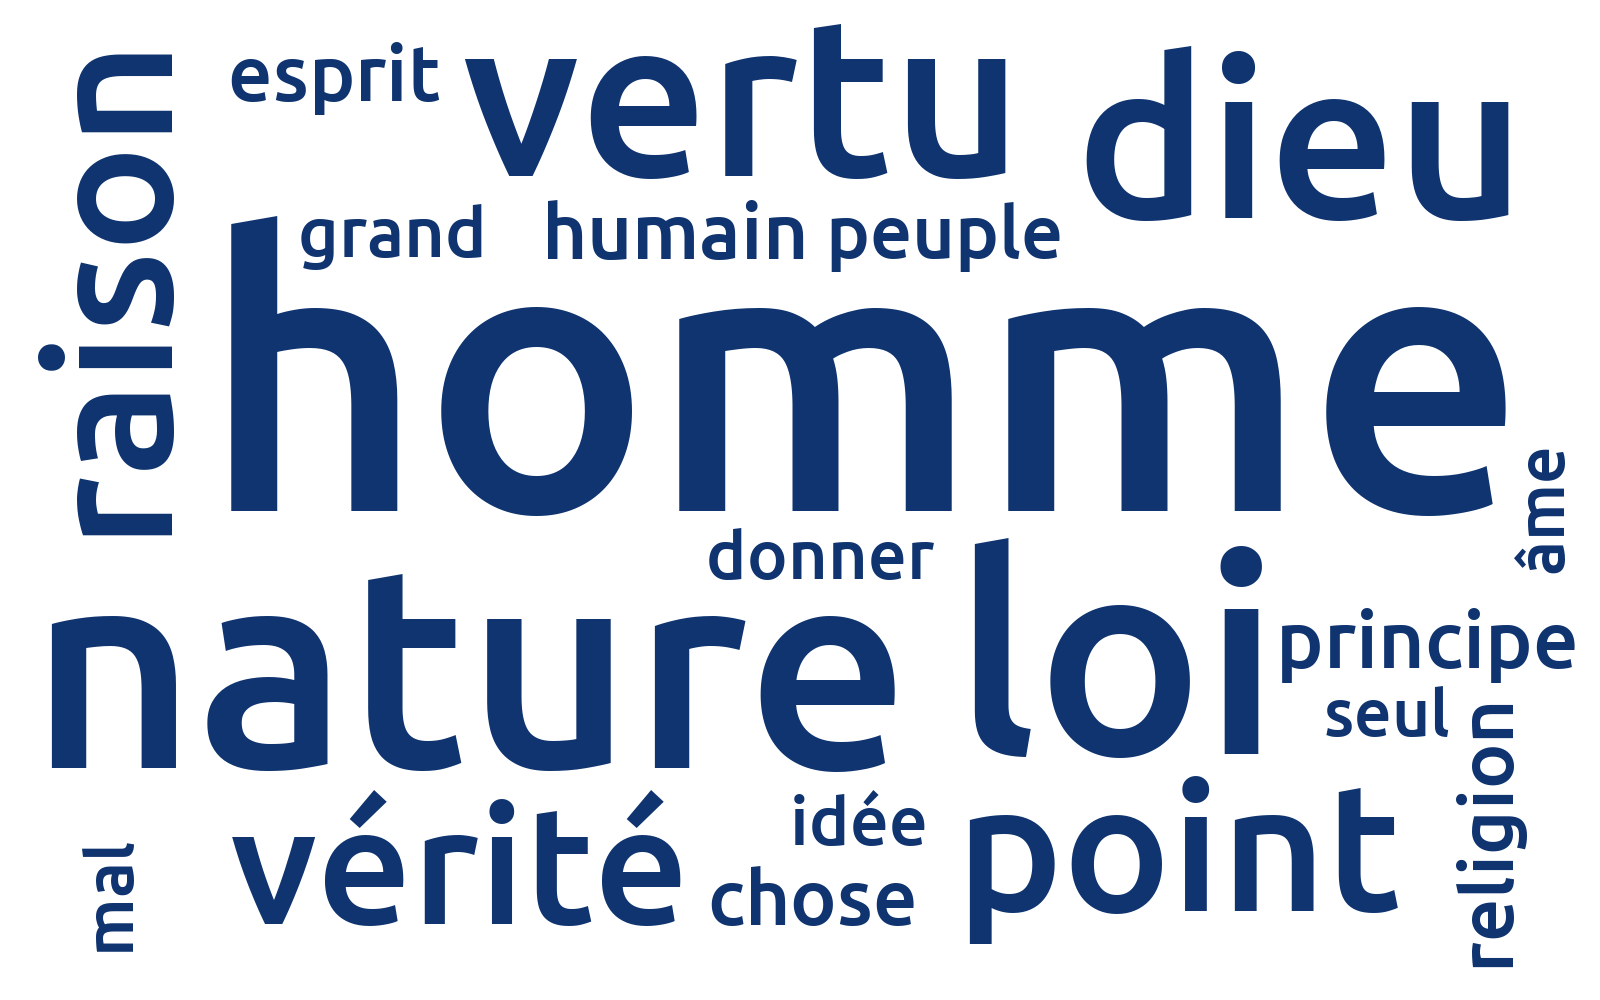 esprit
vertu
dieu
raison
grand
humain
peuple
homme
âme
donner
nature
loi
principe
seul
religion
vérité
idée
point
chose
mal